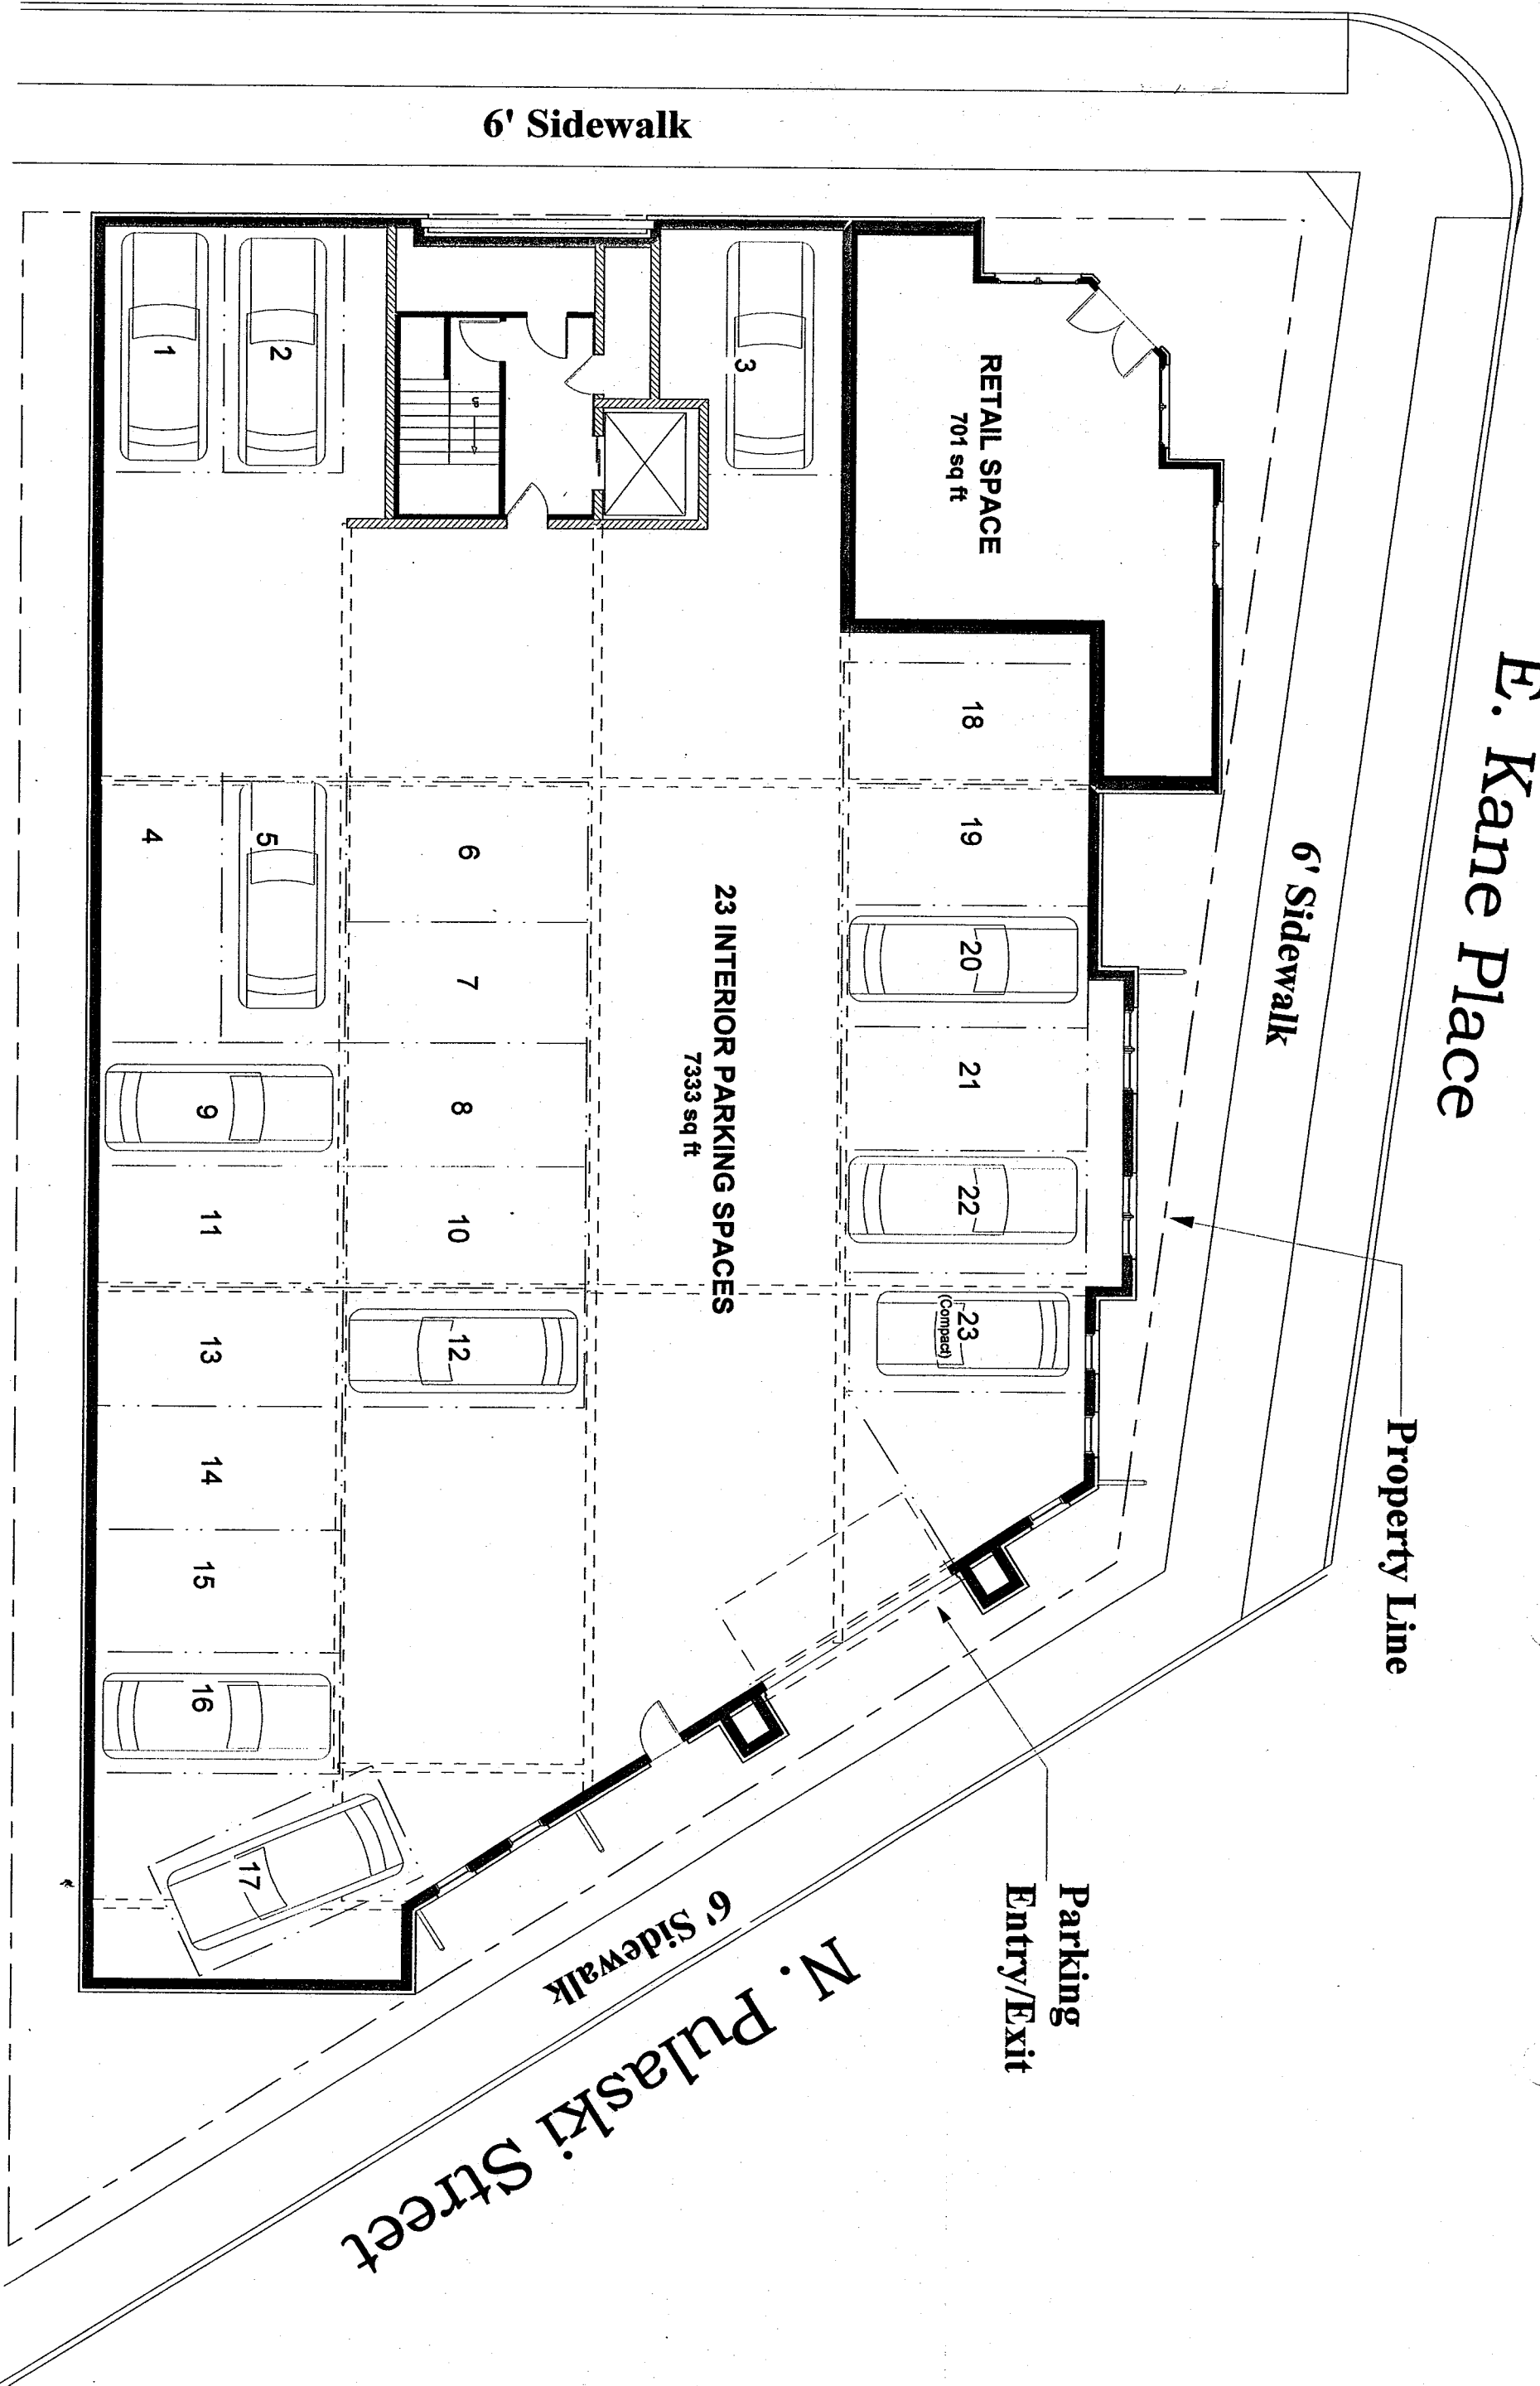 E. Kane Place
6' Sidewalk
6' Sidewalk
Property Line
RETAIL SPACE
701 sq ft
23 INTERIOR PARKING SPACES
7333 sq ft
Parking
Entry/Exit
6' Sidewalk
N. Pulaski Street
1
2
3
4
5
6
7
8
9
10
11
12
13
14
15
16
17
18
19
20
21
22
23
(Compact)